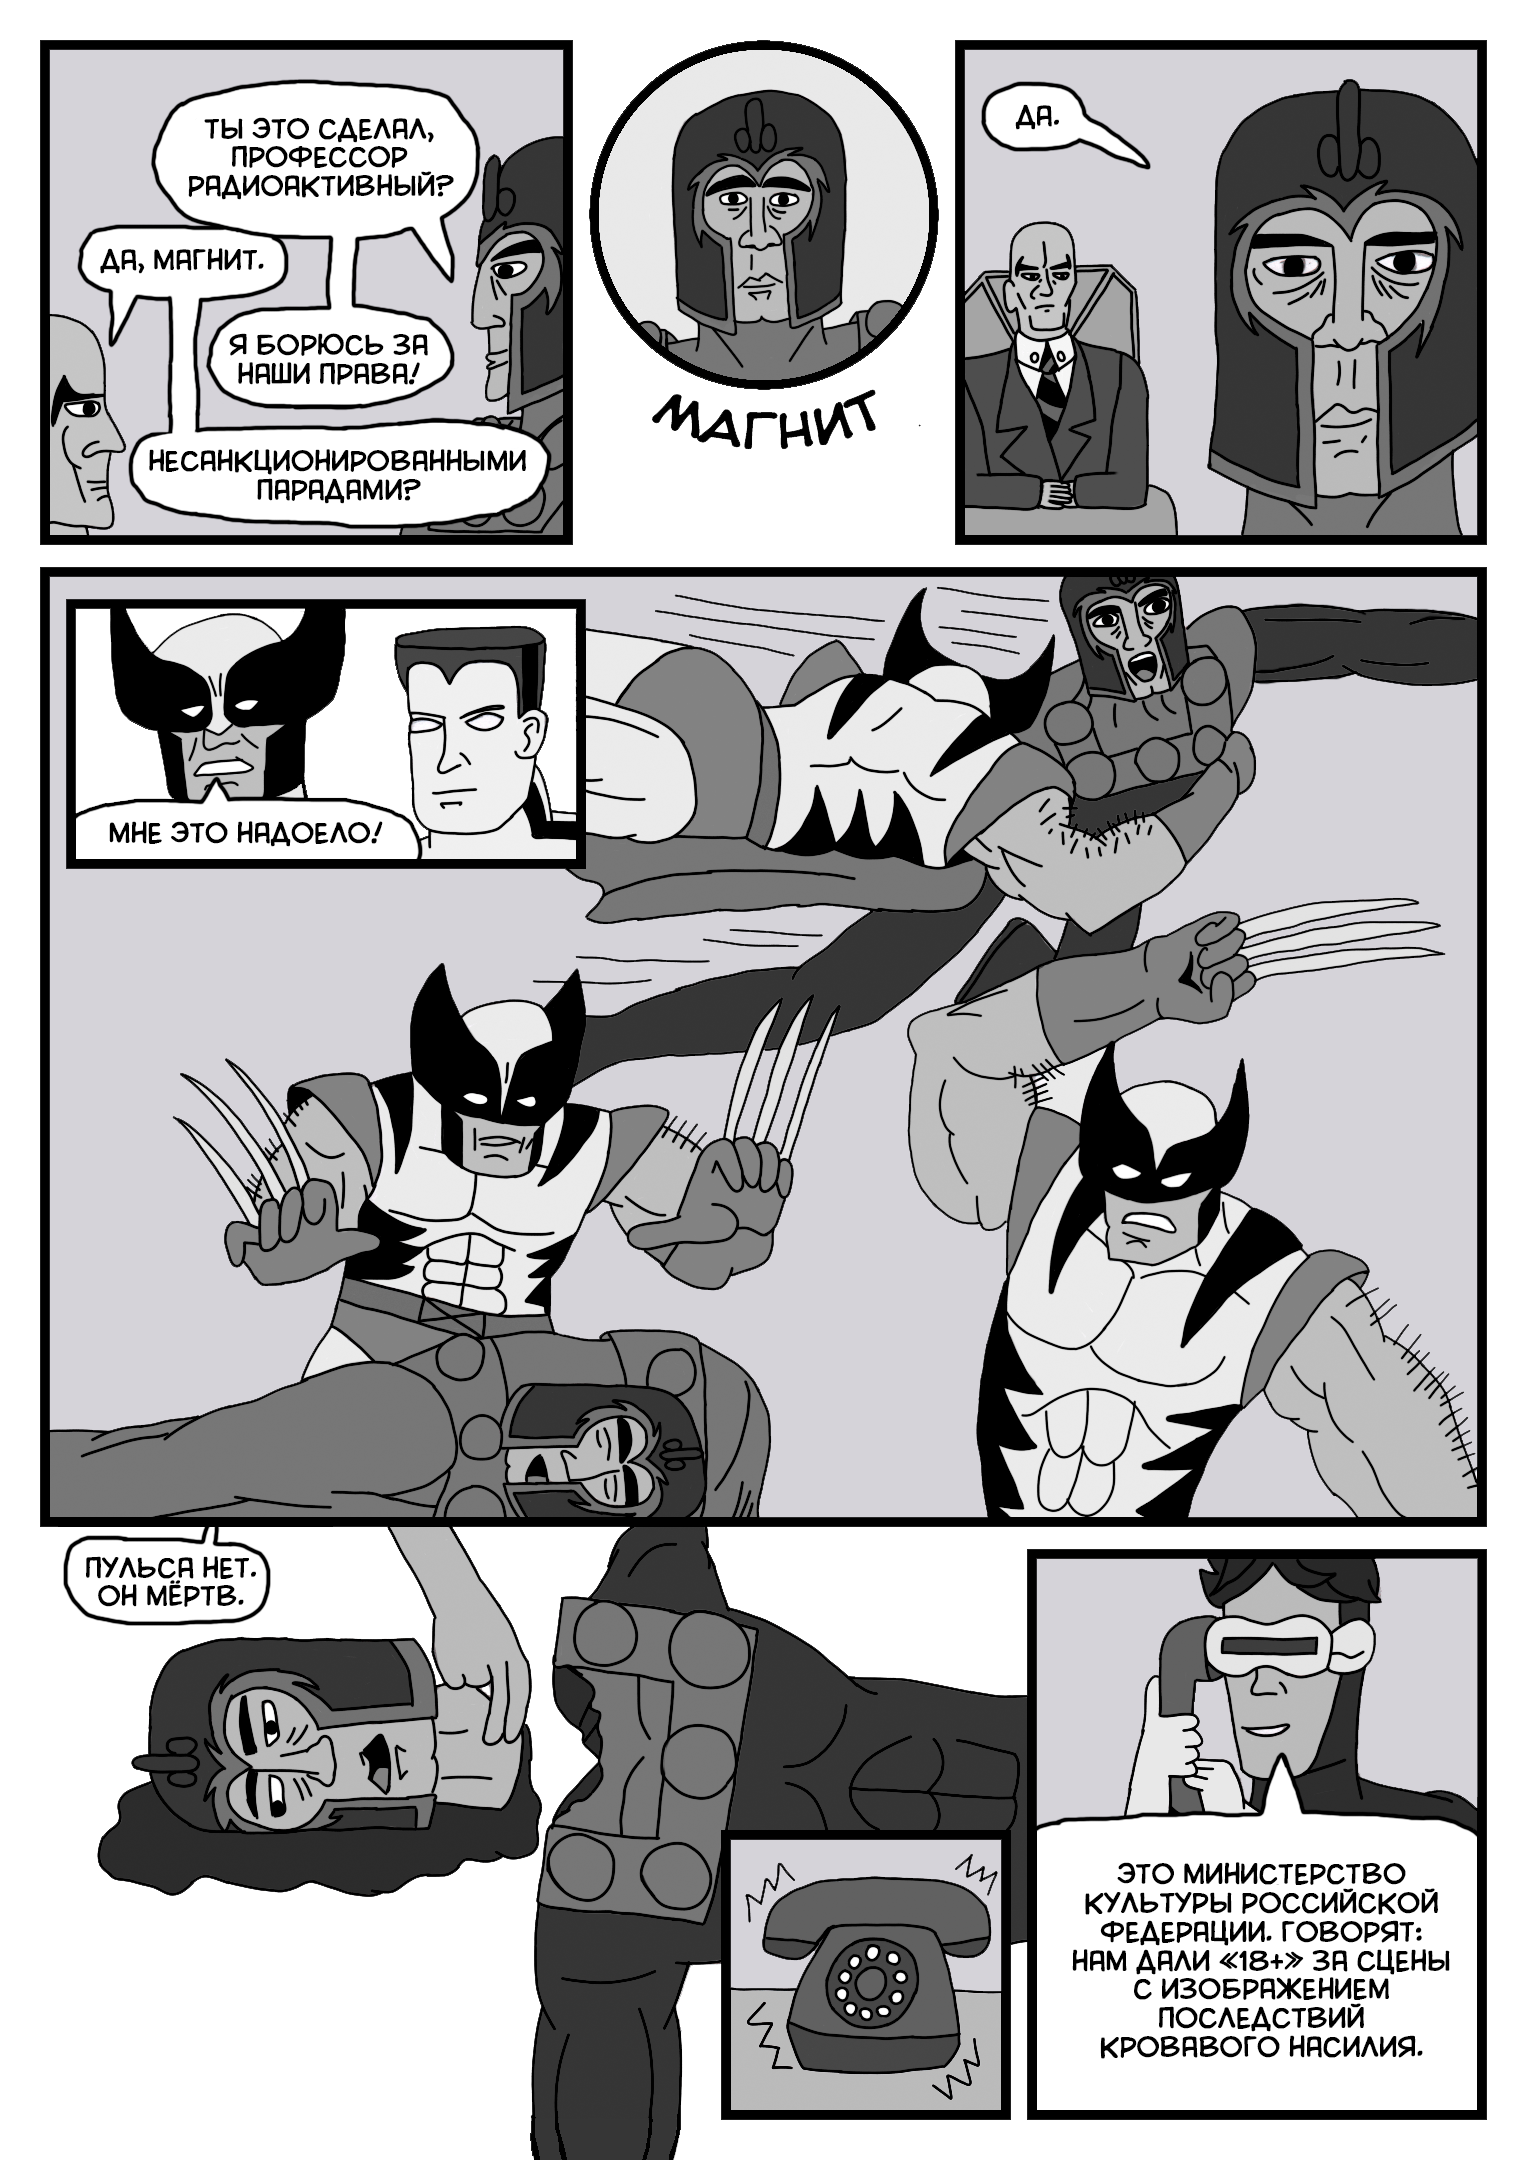 ТЫ ЭТО СДЕЛАЛ,
ПРОФЕССОР
РАДИОАКТИВНЫЙ?
ДА, МАГНИТ.
Я БОРЮСЬ ЗА
НАШИ ПРАВА!
НЕСАНКЦИОНИРОВАННЫМИ
ПАРАДАМИ?
МАГНИТ
ДА.
МНЕ ЭТО НАДОЕЛО!
ПУЛЬСА НЕТ.
ОН МЁРТВ.
ЭТО МИНИСТЕРСТВО
КУЛЬТУРЫ РОССИЙСКОЙ
ФЕДЕРАЦИИ. ГОВОРЯТ:
НАМ ДАЛИ «18+» ЗА СЦЕНЫ
С ИЗОБРАЖЕНИЕМ
ПОСЛЕДСТВИЙ
КРОВАВОГО НАСИЛИЯ.